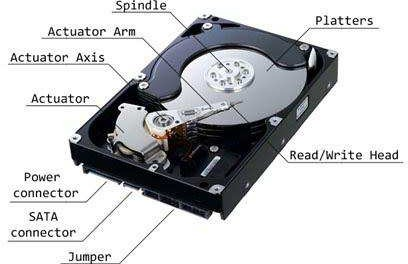 Spindle
Actuator Arm
Platters
Actuator Axis
Actuator
Read/Write Head
Power
connector
SATA
connector
Jumper